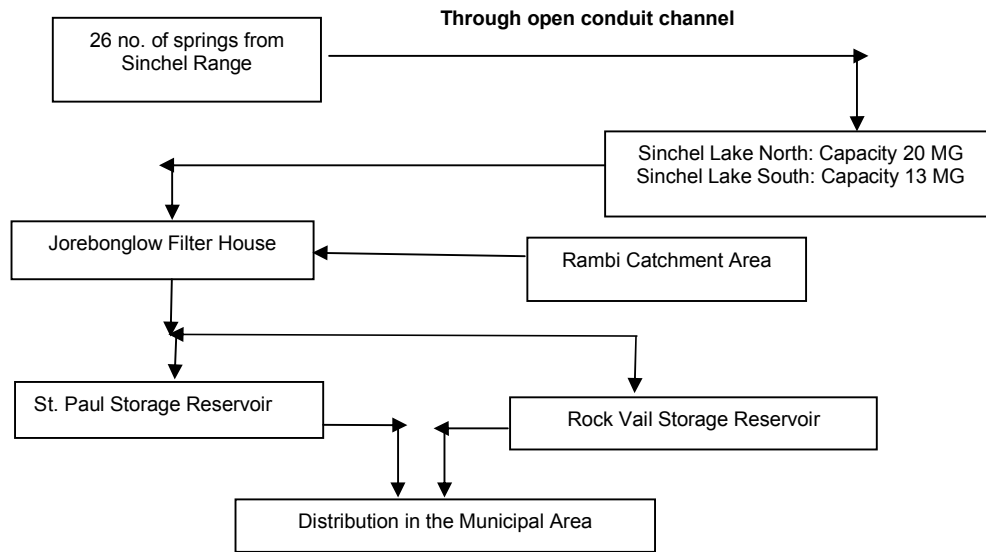 Through open conduit channel
26 no. of springs from
Sinchel Range
Sinchel Lake North: Capacity 20 MG
Sinchel Lake South: Capacity 13 MG
Jorebonglow Filter House
Rambi Catchment Area
St. Paul Storage Reservoir
Rock Vail Storage Reservoir
Distribution in the Municipal Area